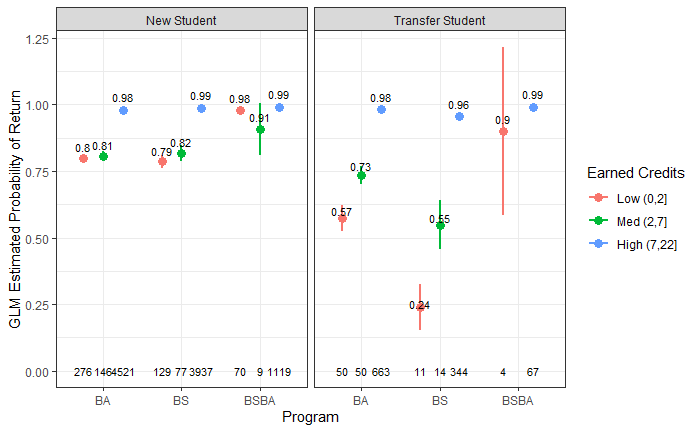 New Student
Transfer Student
GLM Estimated Probability of Return
1.25
1.00
0.75
0.50
0.25
0.00
0.8
0.81
0.98
0.79
0.82
0.99
0.98
0.91
0.99
276 146 4521
129 77 3937
70 9 1119
0.57
0.73
0.98
0.24
0.55
0.96
0.9
0.99
50 50 663
11 14 344
4 67
BA BS BSBA
BA BS BSBA
Program
Earned Credits
Low (0,2]
Med (2,7]
High (7,22]